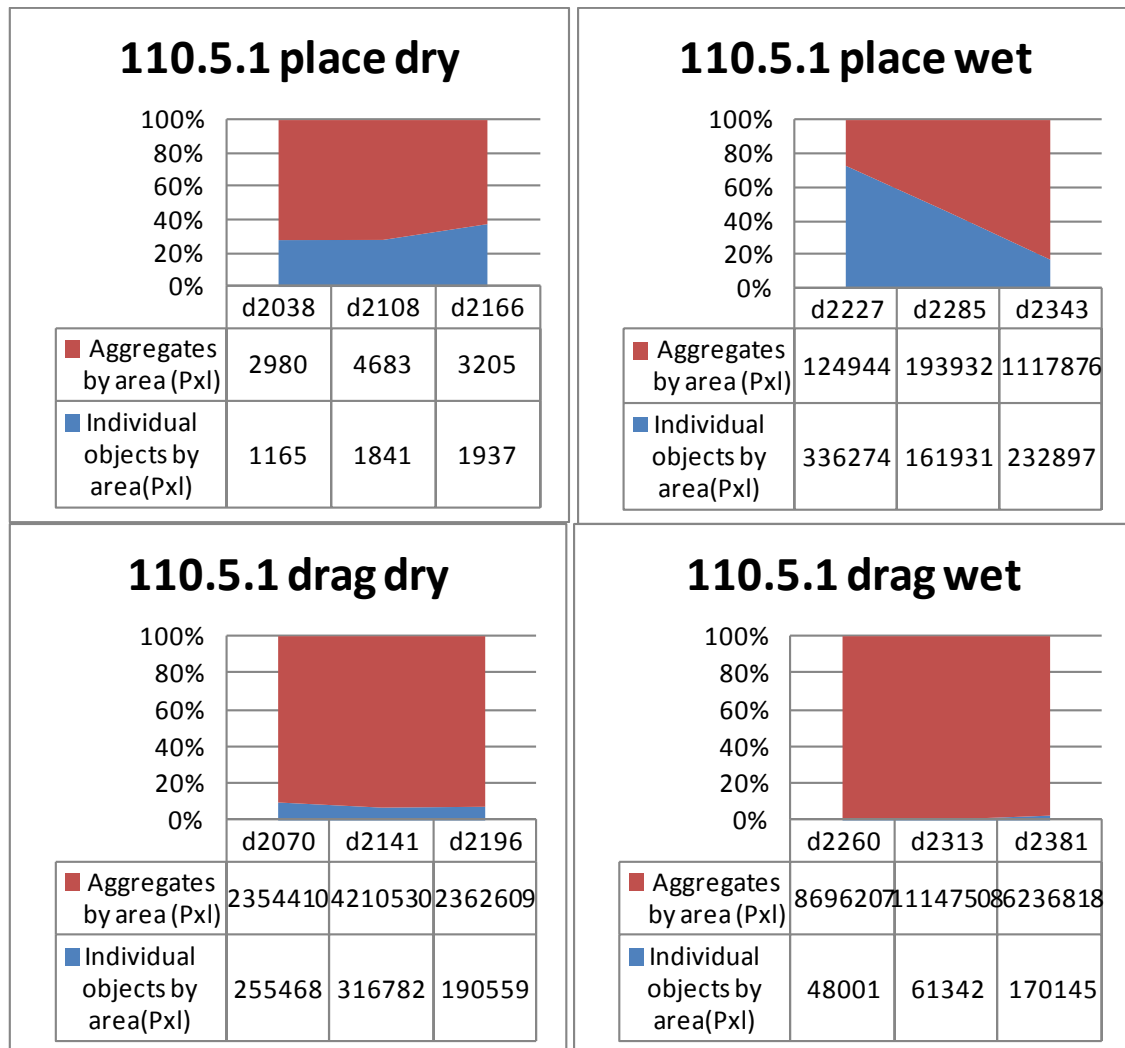 110.5.1 place dry
100%
80%
60%
40%
20%
0%
d2038 d2108 d2166
Aggregates by area (Pxl) 2980 4683 3205
Individual objects by area(Pxl) 1165 1841 1937
110.5.1 place wet
100%
80%
60%
40%
20%
0%
d2227 d2285 d2343
Aggregates by area (Pxl) 124944 193932 1117876
Individual objects by area(Pxl) 336274 161931 232897
110.5.1 drag dry
100%
80%
60%
40%
20%
0%
d2070 d2141 d2196
Aggregates by area (Pxl) 2354410 4210530 2362609
Individual objects by area(Pxl) 255468 316782 190559
110.5.1 drag wet
100%
80%
60%
40%
20%
0%
d2260 d2313 d2381
Aggregates by area (Pxl) 8696207 11147508 6236818
Individual objects by area(Pxl) 48001 61342 170145